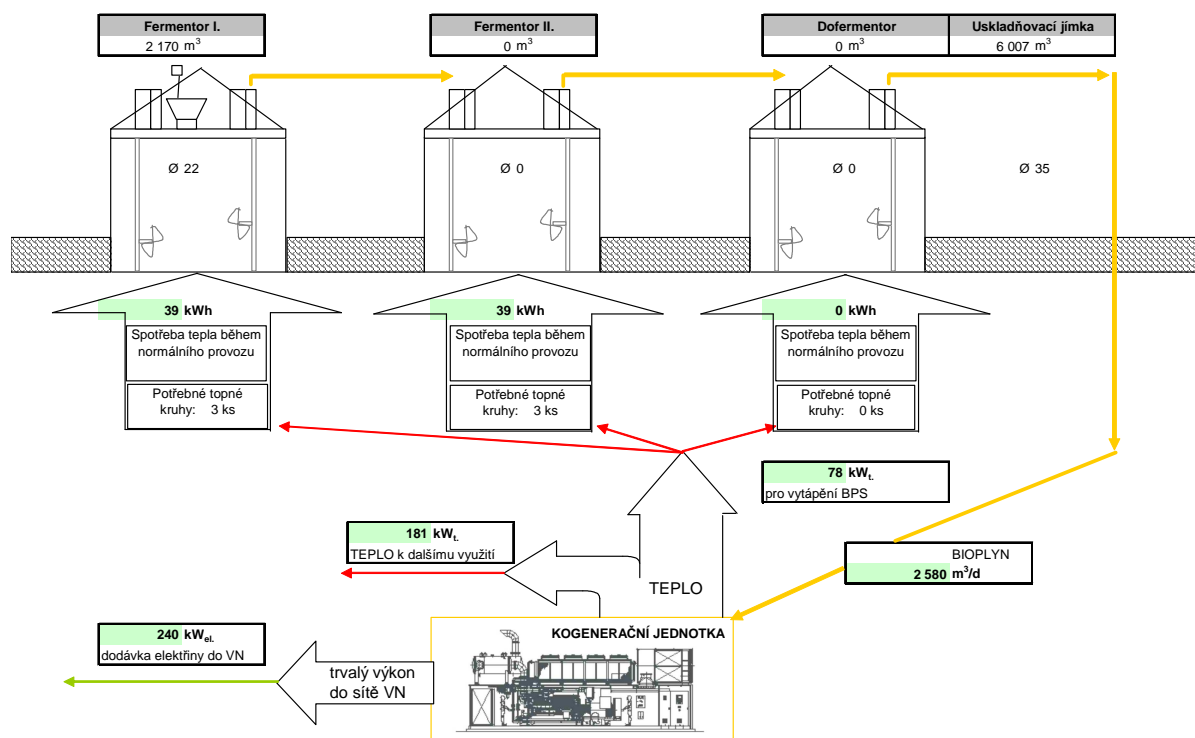 Fermentor I.
2 170 m³
Fermentor II.
0 m³
Dofermentor
0 m³
Uskladňovací jímka
6 007 m³
Ø 22
Ø 0
Ø 0
Ø 35
39 kWh
Spotřeba tepla během
normálního provozu
Potřebné topné
kruhy: 3 ks
39 kWh
Spotřeba tepla během
normálního provozu
Potřebné topné
kruhy: 3 ks
0 kWh
Spotřeba tepla během
normálního provozu
Potřebné topné
kruhy: 0 ks
78 kWt.
pro vytápění BPS
181 kWt.
TEPLO k dalšímu využití
TEPLO
BIOPLYN
2 580 m³/d
240 kWel.
dodávka elektřiny do VN
trvalý výkon
do sítě VN
KOGENERAČNÍ JEDNOTKA